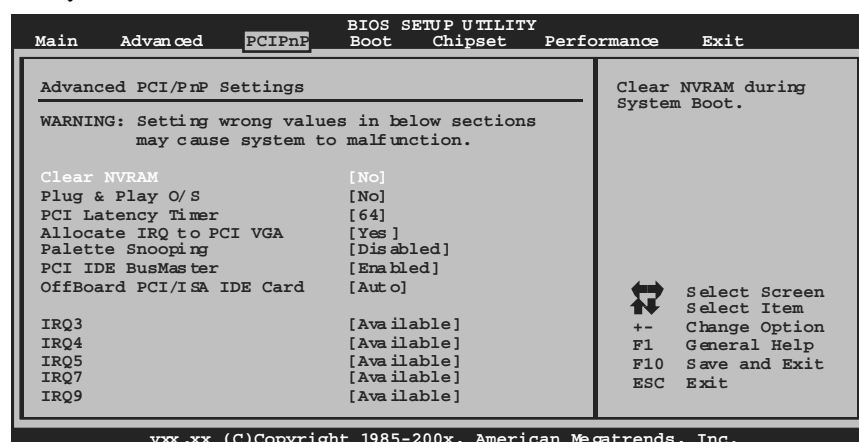 BIOS SETUP UTILITY
Main Advanced PCIPnP Boot Chipset Performance Exit
Advanced PCI/PnP Settings
WARNING: Setting wrong values in below sections
may cause system to malfunction.
Clear NVRAM [No]
Plug & Play O/S [No]
PCI Latency Timer [64]
Allocate IRQ to PCI VGA [Yes]
Palette Snooping [Disabled]
PCI IDE BusMaster [Enabled]
OffBoard PCI/ISA IDE Card [Auto]
IRQ3 [Available]
IRQ4 [Available]
IRQ5 [Available]
IRQ7 [Available]
IRQ9 [Available]
Clear NVRAM during
System Boot.
Select Screen
Select Item
+- Change Option
F1 General Help
F10 Save and Exit
ESC Exit
vxx.xx (C)Copyright 1985-200x, American Megatrends, Inc.